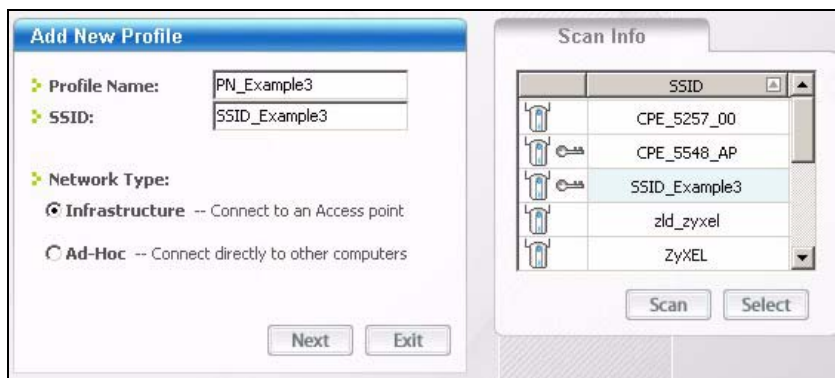 Add New Profile
Profile Name: PN_Example3
SSID: SSID_Example3
Network Type:
Infrastructure -- Connect to an Access point
Ad-Hoc -- Connect directly to other computers
Next Exit
Scan Info
SSID
CPE_5257_00
CPE_5548_AP
SSID_Example3
zld_zyxel
ZyXEL
Scan Select